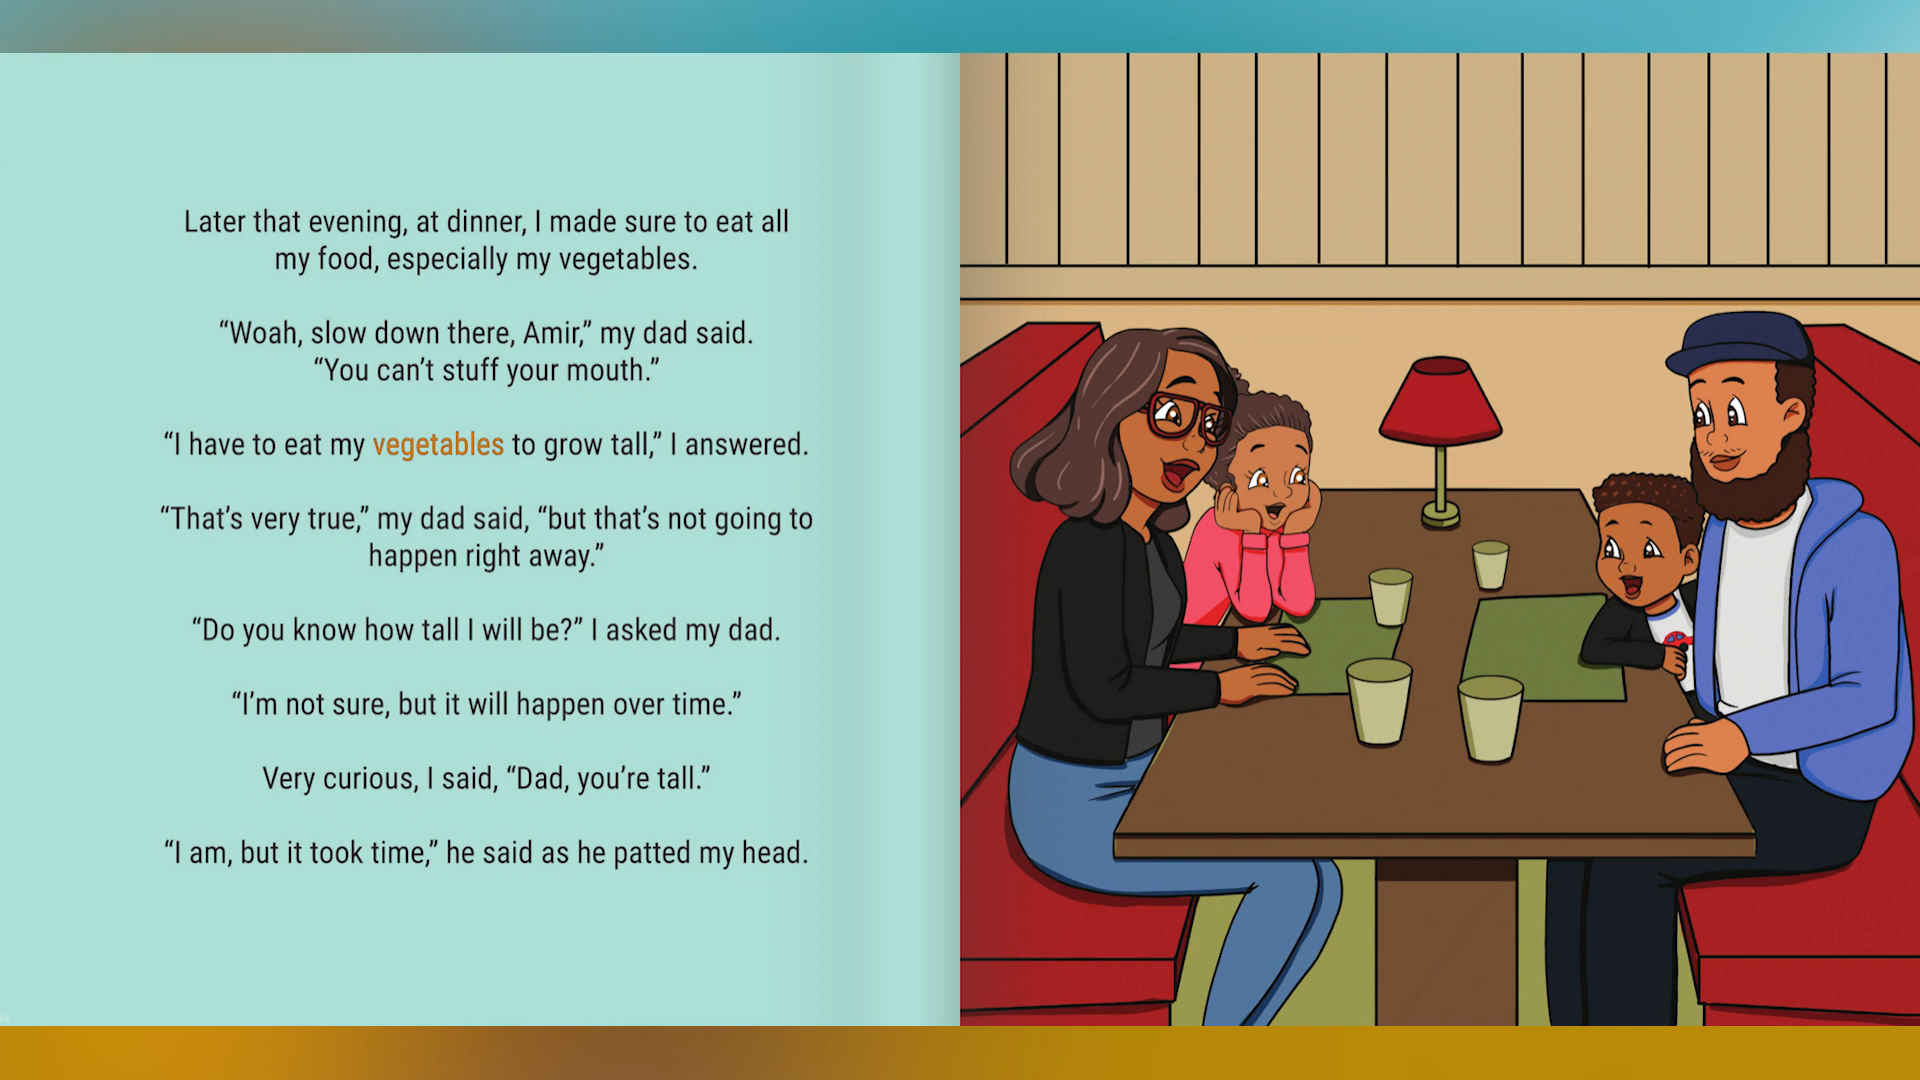 Later that evening, at dinner, I made sure to eat all
my food, especially my vegetables.
“Woah, slow down there, Amir,” my dad said.
“You can’t stuff your mouth.”
“I have to eat my vegetables to grow tall,” I answered.
“That’s very true,” my dad said, “but that’s not going to
happen right away.”
“Do you know how tall I will be?” I asked my dad.
“I’m not sure, but it will happen over time.”
Very curious, I said, “Dad, you’re tall.”
“I am, but it took time,” he said as he patted my head.